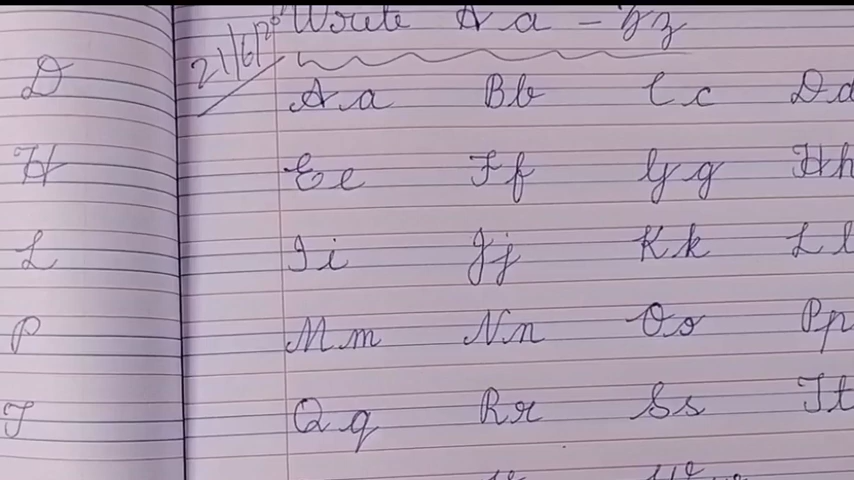 21/6/20 Write A a - Zz
D
Aa Bb Cc Dd
H
Ee Ff Gg Hh
L
Ii Jj Kk Ll
P
Mm Nn Oo Pp
T
Qq Rr Ss Tt